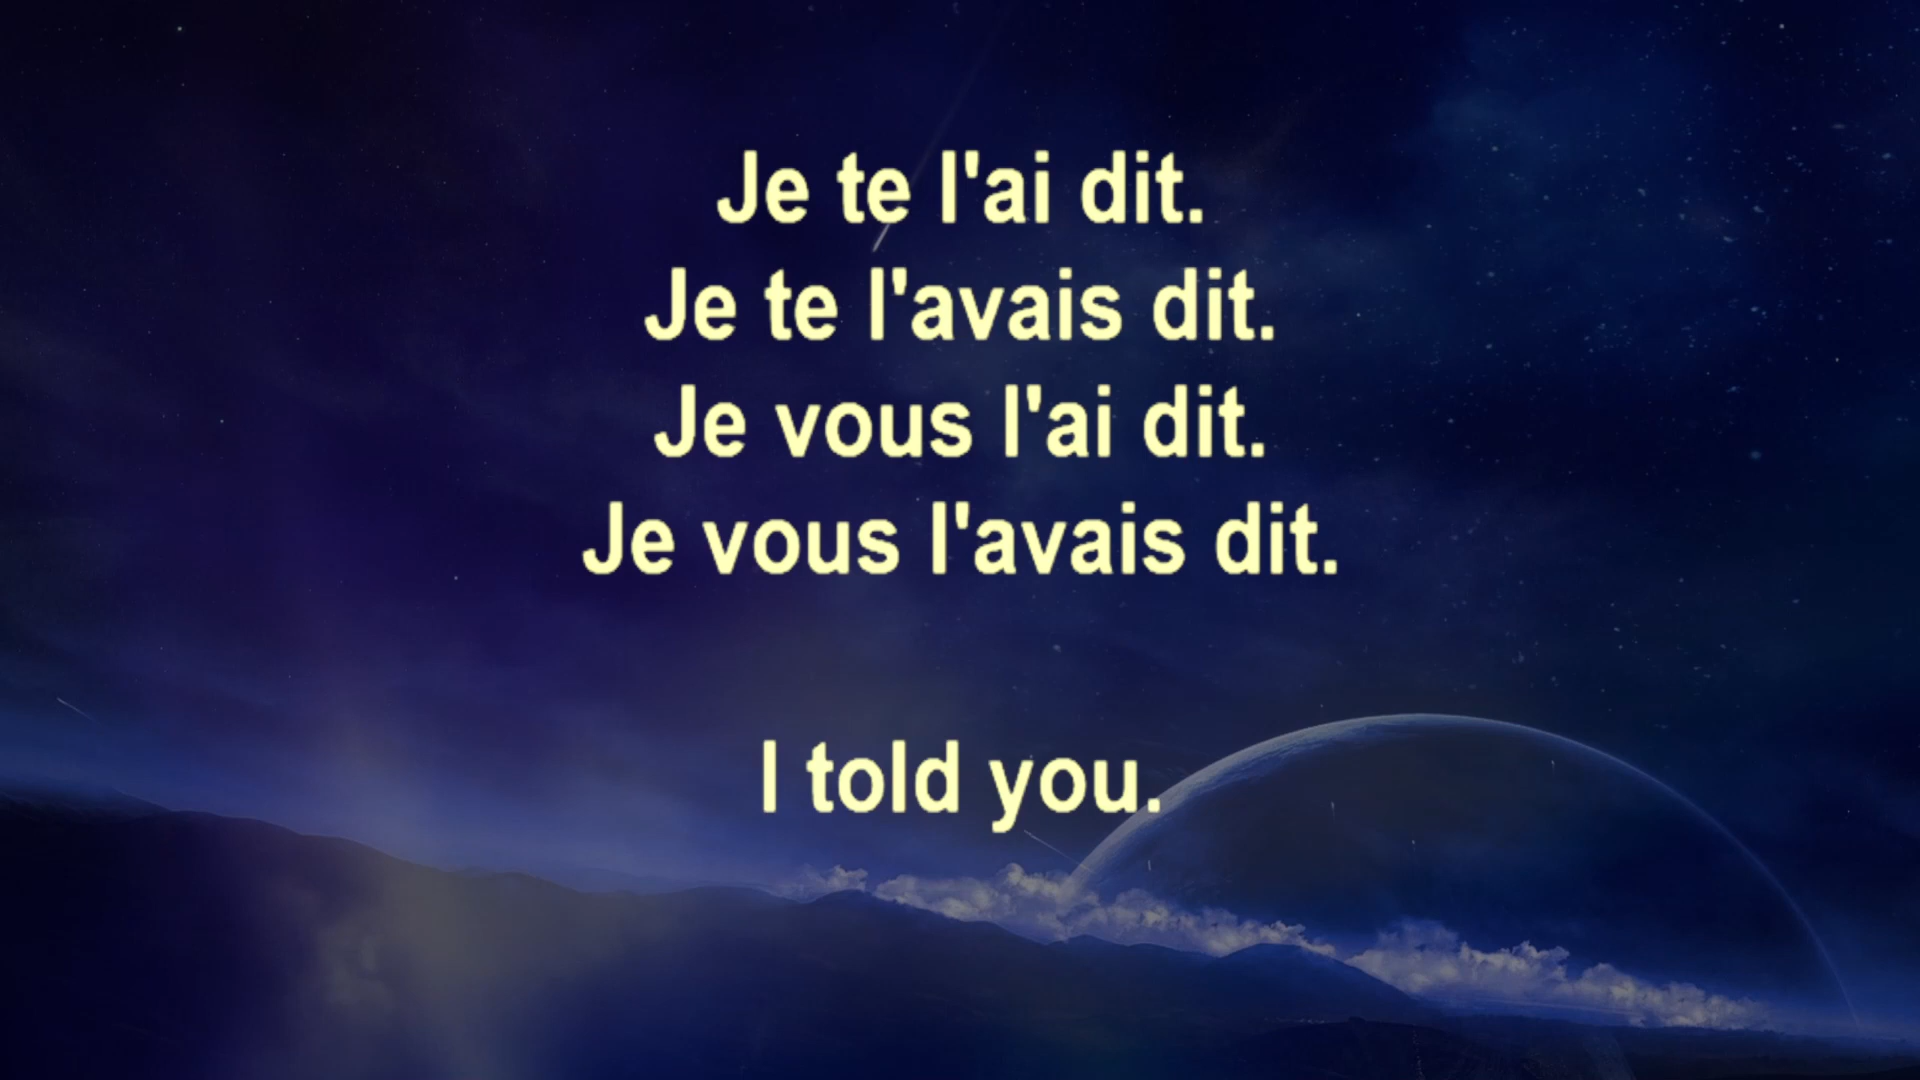 Je te l'ai dit.
Je te l'avais dit.
Je vous l'ai dit.
Je vous l'avais dit.
I told you.